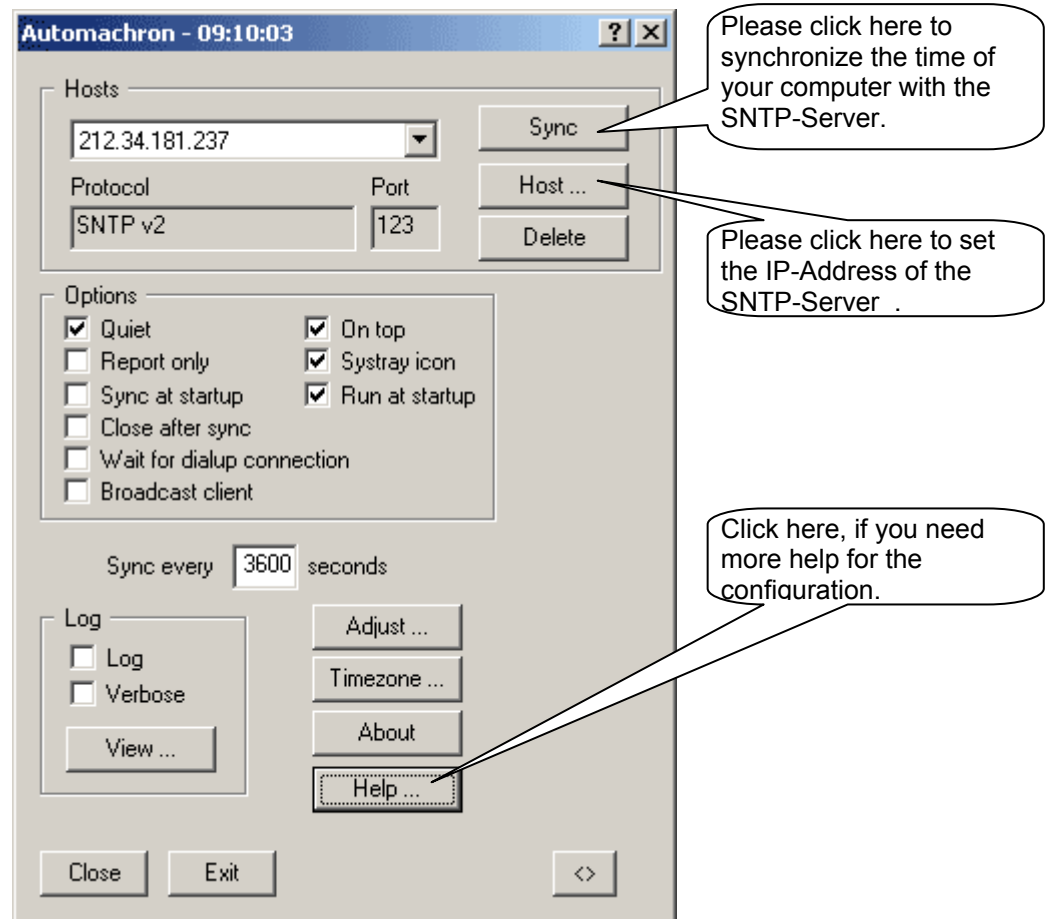 Automachron - 09:10:03
Please click here to
synchronize the time of
your computer with the
SNTP-Server.
Hosts
212.34.181.237
Sync
Protocol
Port
Host ...
SNTP v2
123
Delete
Please click here to set
the IP-Address of the
SNTP-Server .
Options
Quiet
On top
Report only
Systray icon
Sync at startup
Run at startup
Close after sync
Wait for dialup connection
Broadcast client
Click here, if you need
more help for the
configuration.
Sync every 3600 seconds
Log
Log
Verbose
View ...
Adjust ...
Timezone ...
About
Help ...
Close
Exit
<>